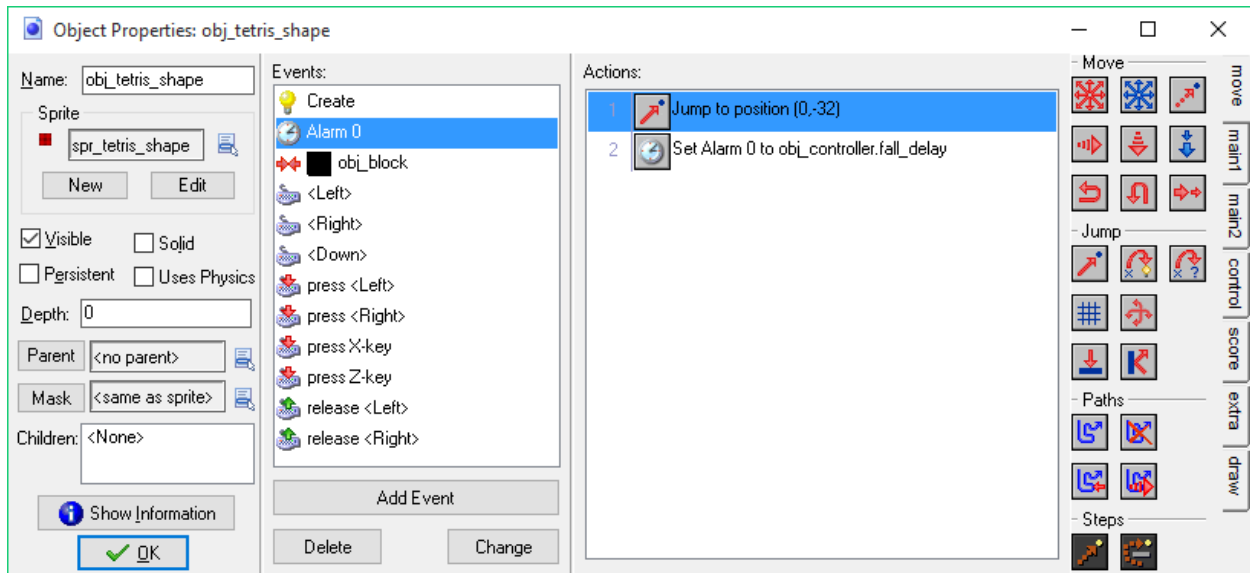 Object Properties: obj_tetris_shape
Name: obj_tetris_shape
Sprite
spr_tetris_shape
New Edit
Visible Solid
Persistent Uses Physics
Depth: 0
Parent <no parent>
Mask <same as sprite>
Children: <None>
Show Information
OK
Events:
Create
Alarm 0
obj_block
<Left>
<Right>
<Down>
press <Left>
press <Right>
press X-key
press Z-key
release <Left>
release <Right>
Add Event
Delete Change
Actions:
1 Jump to position (0,-32)
2 Set Alarm 0 to obj_controller.fall_delay
Move
Jump
Paths
Steps
move
main1
main2
control
score
extra
draw